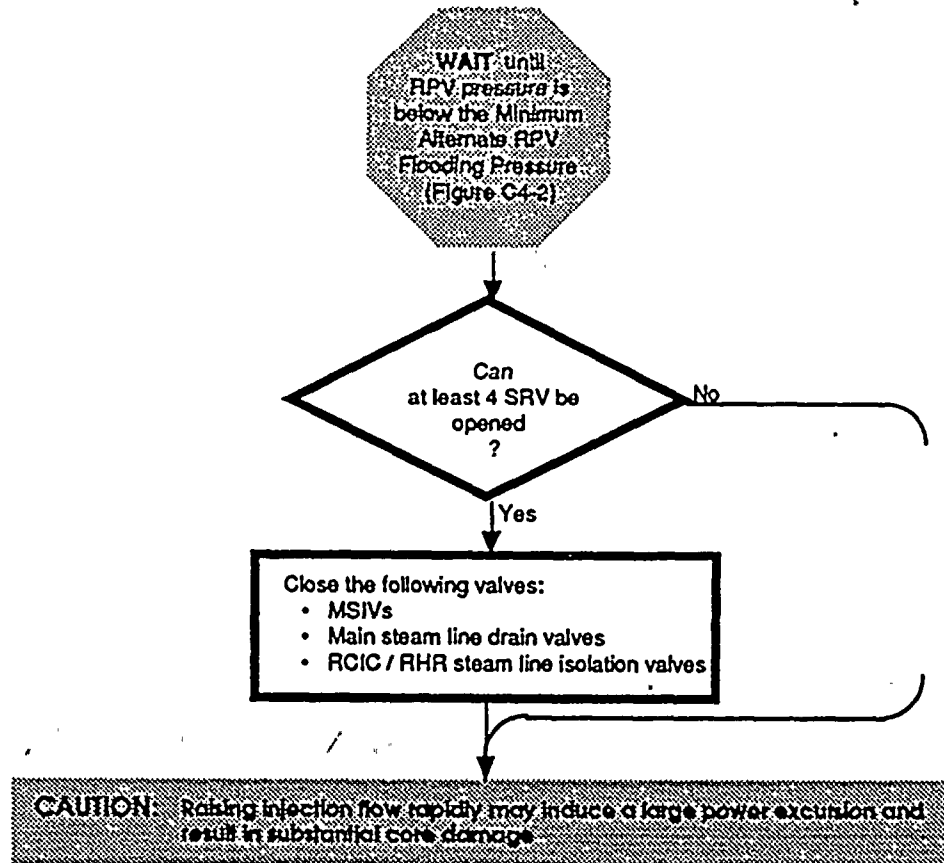 WAIT until
RPV pressure is
below the Minimum
Alternate RPV
Flooding Pressure
(Figure C4-2)
Can
at least 4 SRV be
opened
?
No
Yes
Close the following valves:
• MSIVs
• Main steam line drain valves
• RCIC / RHR steam line isolation valves
CAUTION: Raising injection flow rapidly may induce a large power excursion and
result in substantial core damage